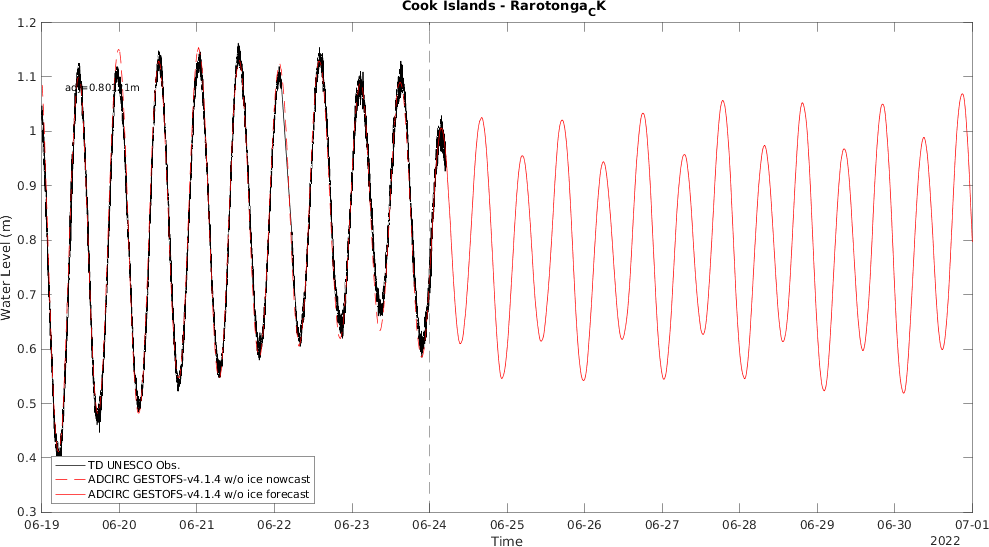 Cook Islands - Rarotonga_CK
1.2
1.1
1
0.9
0.8
0.7
0.6
0.5
0.4
0.3
Water Level (m)
TD UNESCO Obs.
ADCIRC GESTOFS-v4.1.4 w/o ice nowcast
ADCIRC GESTOFS-v4.1.4 w/o ice forecast
06-19 06-20 06-21 06-22 06-23 06-24 06-25 06-26 06-27 06-28 06-29 06-30 07-01
Time
2022